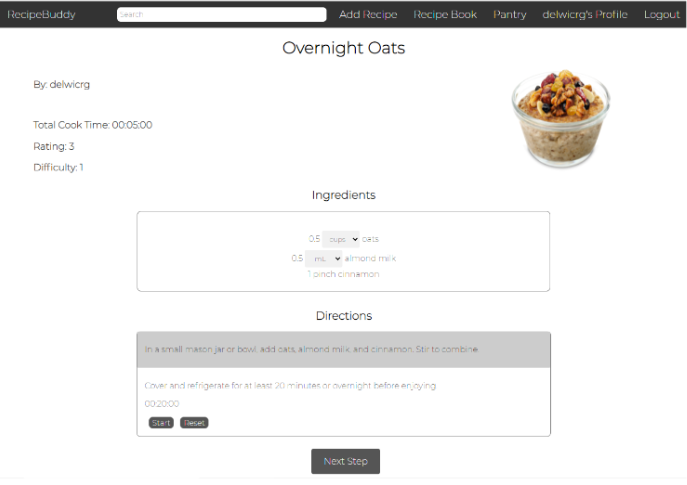 RecipeBuddy Search Add Recipe Recipe Book Pantry delwicrg's Profile Logout
Overnight Oats
By: delwicrg
Total Cook Time: 00:05:00
Rating: 3
Difficulty: 1
Ingredients
0.5 cups oats
0.5 mL almond milk
1 pinch cinnamon
Directions
In a small mason jar or bowl, add oats, almond milk, and cinnamon. Stir to combine.
Cover and refrigerate for at least 20 minutes or overnight before enjoying
00:20:00
Start Reset
Next Step